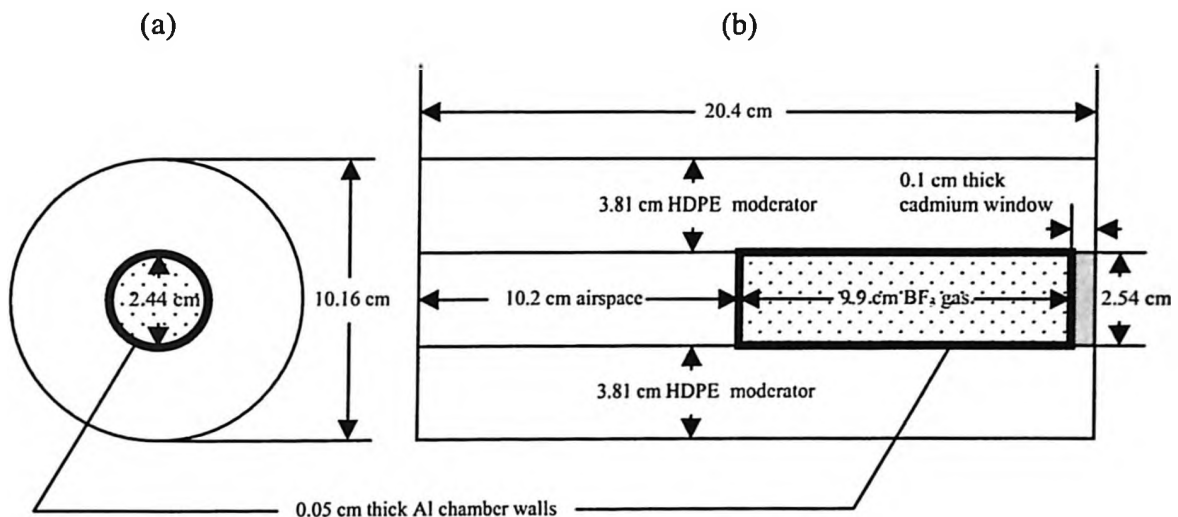 (a)
(b)
20.4 cm
0.1 cm thick
cadmium window
3.81 cm HDPE moderator
2.44 cm
10.16 cm
10.2 cm airspace
9.9 cm BF₃ gas
2.54 cm
3.81 cm HDPE moderator
0.05 cm thick Al chamber walls